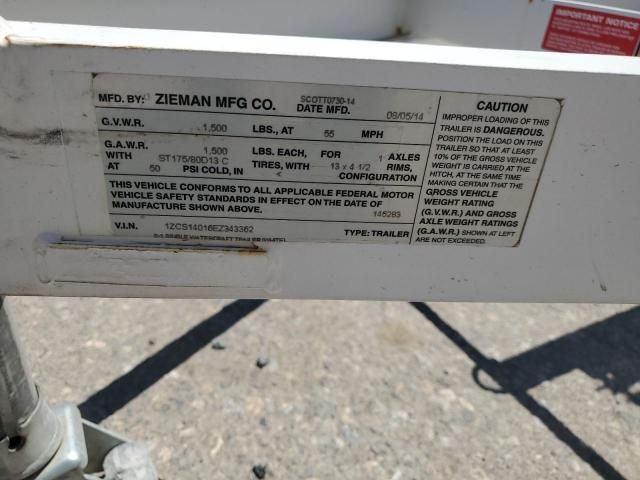 IMPORTANT NOTICE
MFD. BY: ZIEMAN MFG CO. SCOTT0730-14 DATE MFD. 08/05/14
G.V.W.R. 1,500 LBS., AT 55 MPH
G.A.W.R. 1,500 LBS. EACH, FOR 1 AXLES
WITH ST175/80D13 C TIRES, WITH 13 x 4 1/2 RIMS,
AT 50 PSI COLD, IN CONFIGURATION
THIS VEHICLE CONFORMS TO ALL APPLICABLE FEDERAL MOTOR
VEHICLE SAFETY STANDARDS IN EFFECT ON THE DATE OF
MANUFACTURE SHOWN ABOVE. 145283
V.I.N. 1ZCS14016EZ343362 TYPE: TRAILER
CAUTION
IMPROPER LOADING OF THIS
TRAILER IS DANGEROUS.
POSITION THE LOAD ON THIS
TRAILER SO THAT AT LEAST
10% OF THE GROSS VEHICLE
WEIGHT IS CARRIED AT THE
HITCH, AT THE SAME TIME
MAKING CERTAIN THAT THE
GROSS VEHICLE
WEIGHT RATING
(G.V.W.R.) AND GROSS
AXLE WEIGHT RATINGS
(G.A.W.R.) SHOWN AT LEFT
ARE NOT EXCEEDED.